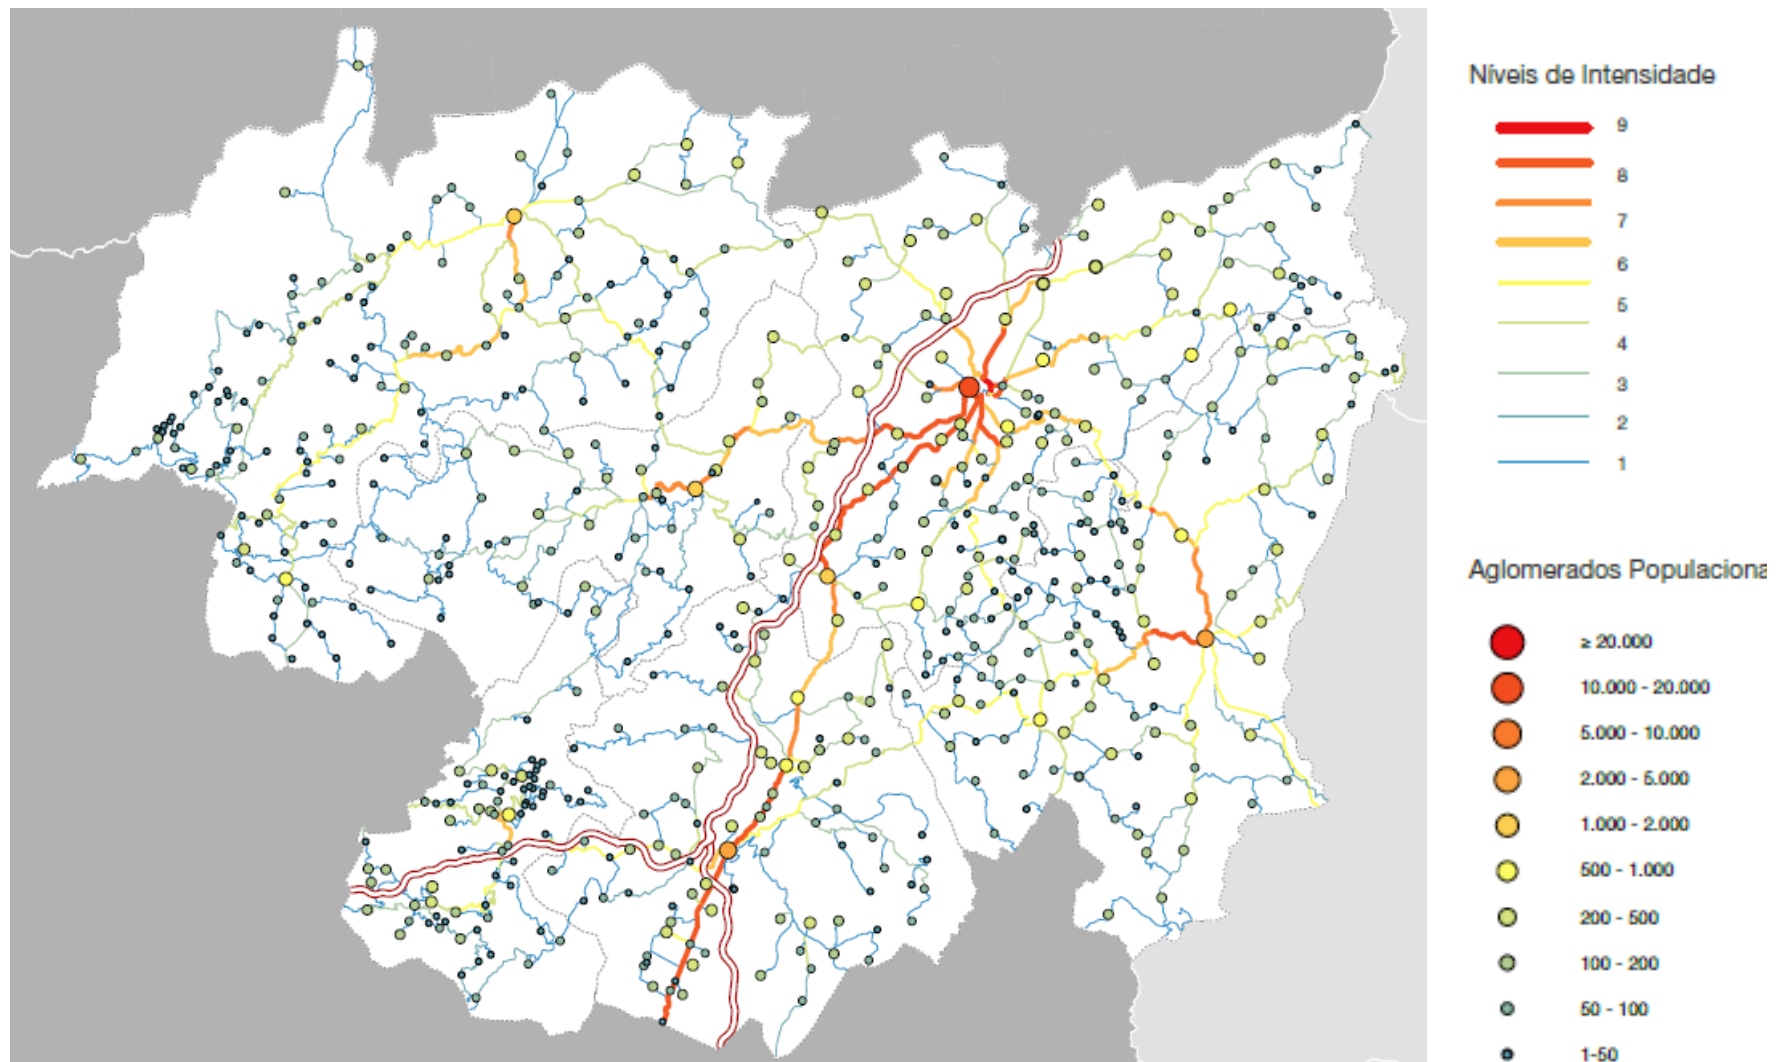 Níveis de Intensidade
9
8
7
6
5
4
3
2
1
Aglomerados Populaciona
≥ 20.000
10.000 - 20.000
5.000 - 10.000
2.000 - 5.000
1.000 - 2.000
500 - 1.000
200 - 500
100 - 200
50 - 100
1-50